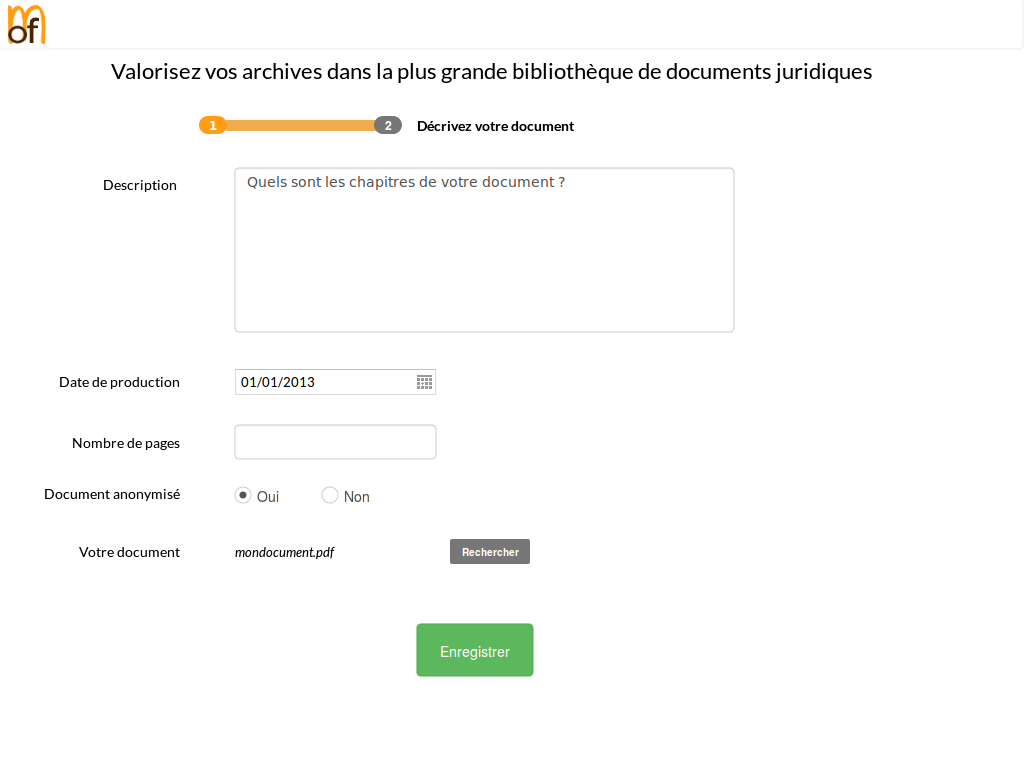 mof
Valorisez vos archives dans la plus grande bibliothèque de documents juridiques
1 2 Décrivez votre document
Description Quels sont les chapitres de votre document ?
Date de production 01/01/2013
Nombre de pages
Document anonymisé Oui Non
Votre document mondocument.pdf Rechercher
Enregistrer